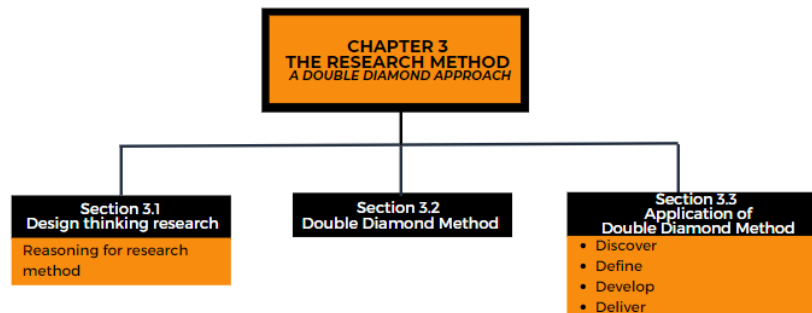 CHAPTER 3
THE RESEARCH METHOD
A DOUBLE DIAMOND APPROACH
Section 3.1
Design thinking research
Reasoning for research
method
Section 3.2
Double Diamond Method
Section 3.3
Application of
Double Diamond Method
• Discover
• Define
• Develop
• Deliver